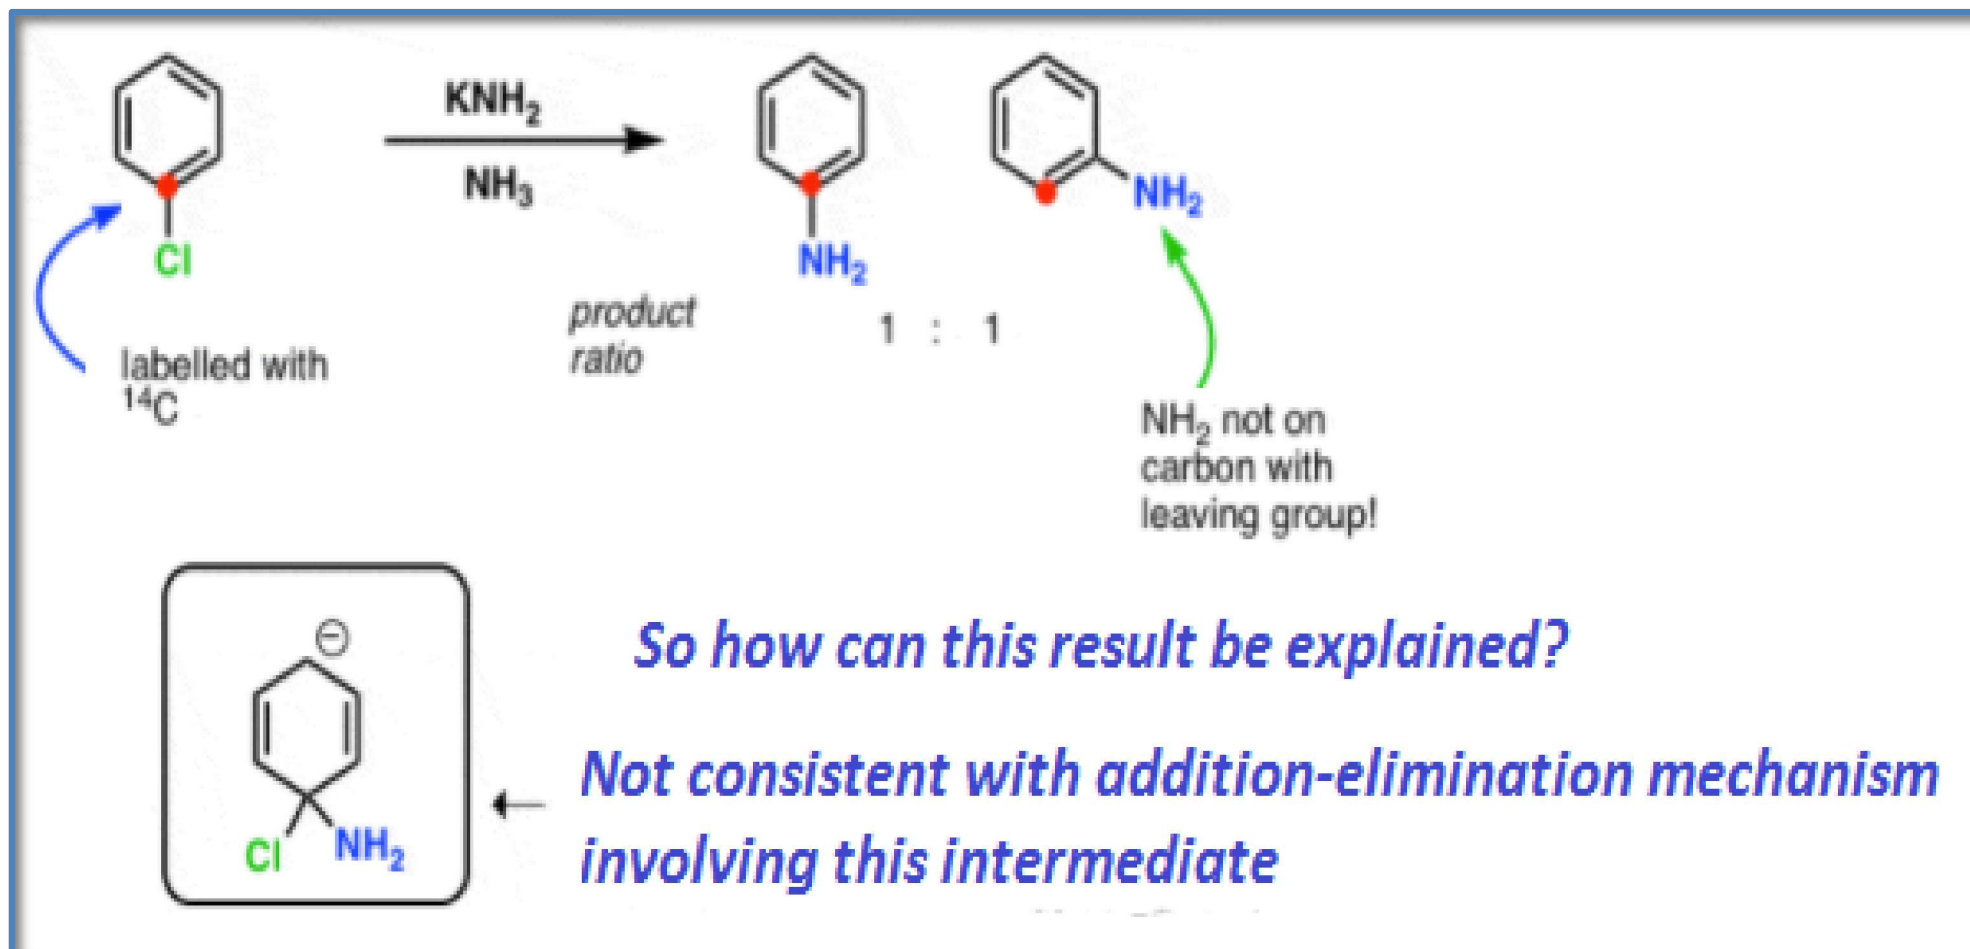 KNH₂
NH₃
Cl
NH₂
NH₂
labelled with
¹⁴C
product
ratio
1 : 1
NH₂ not on
carbon with
leaving group!
⊖
Cl
NH₂
So how can this result be explained?
Not consistent with addition-elimination mechanism
involving this intermediate